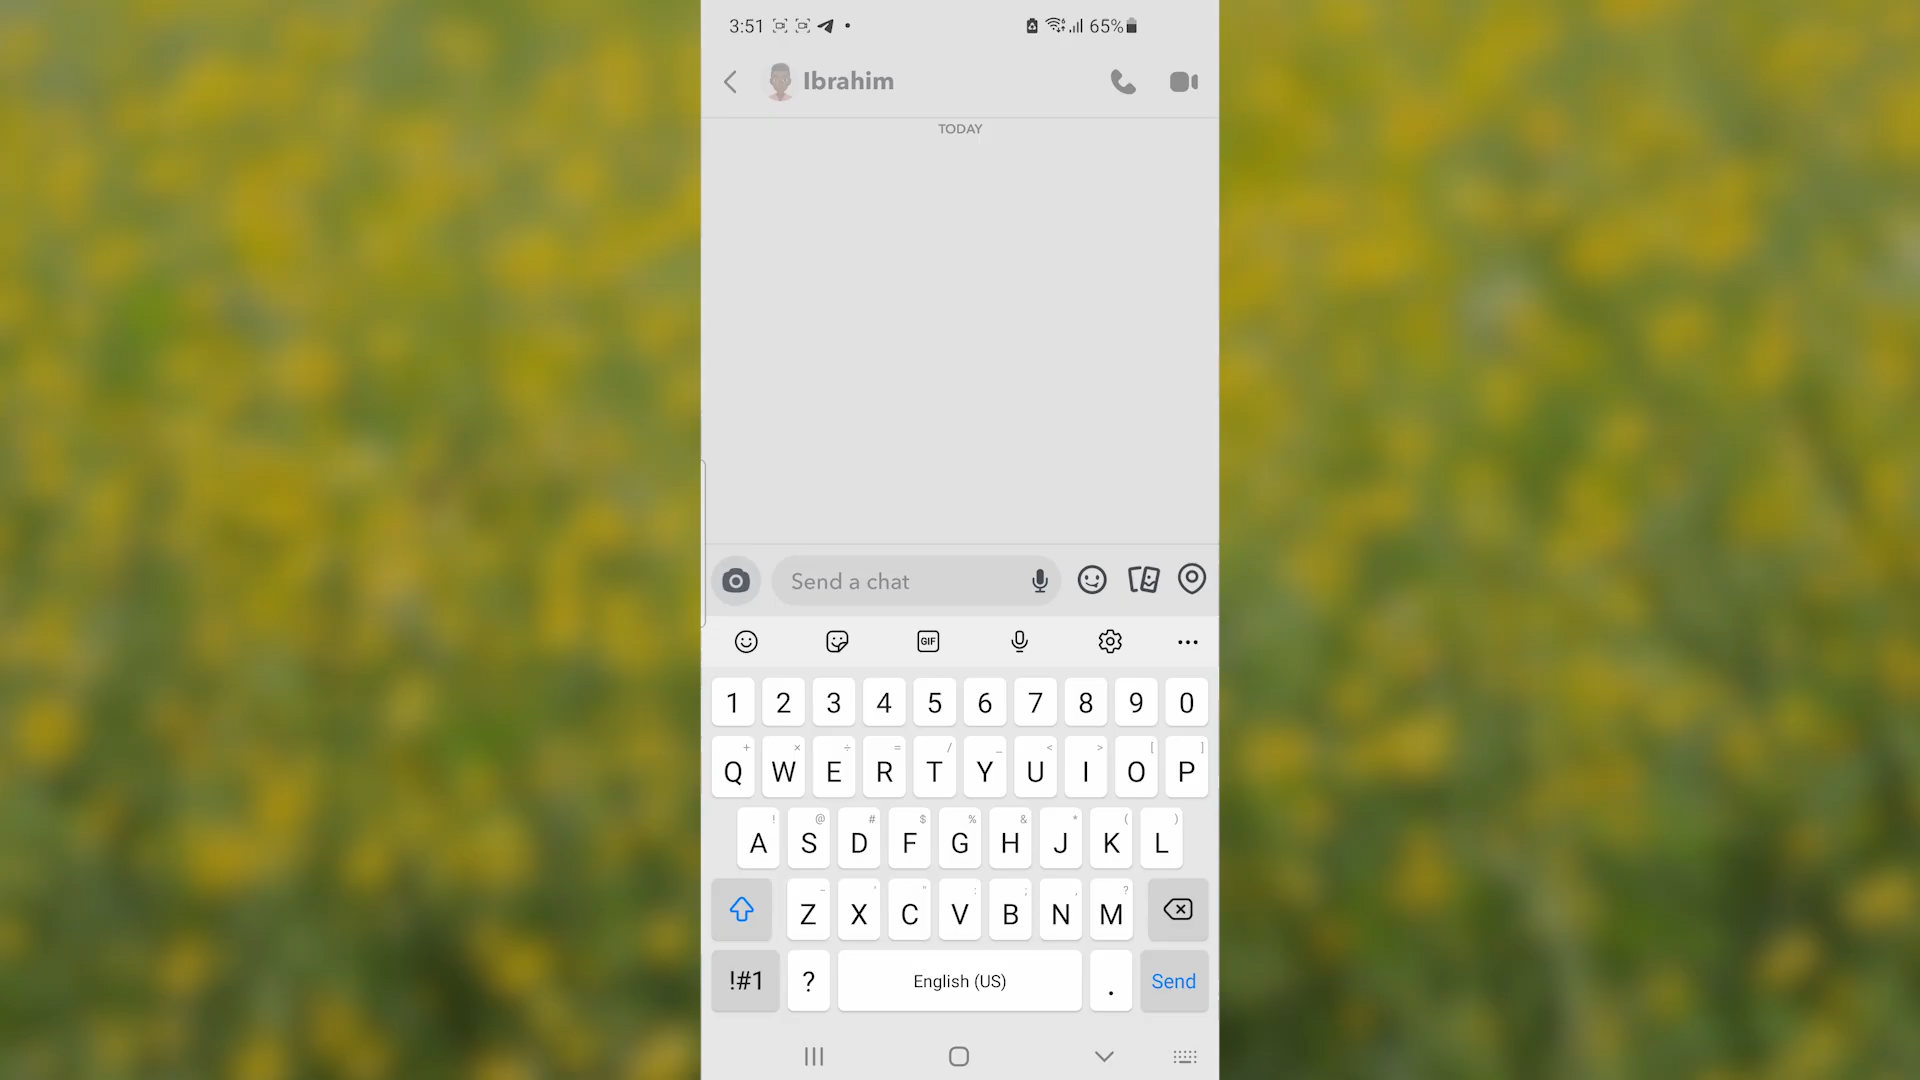 3:51 65%
Ibrahim
TODAY
Send a chat
GIF
1 2 3 4 5 6 7 8 9 0
+ × ÷ = / _ < > [ ]
Q W E R T Y U I O P
! @ # $ % & * ( )
A S D F G H J K L
- ' " : ; , ?
Z X C V B N M
!#1 ? English (US) . Send